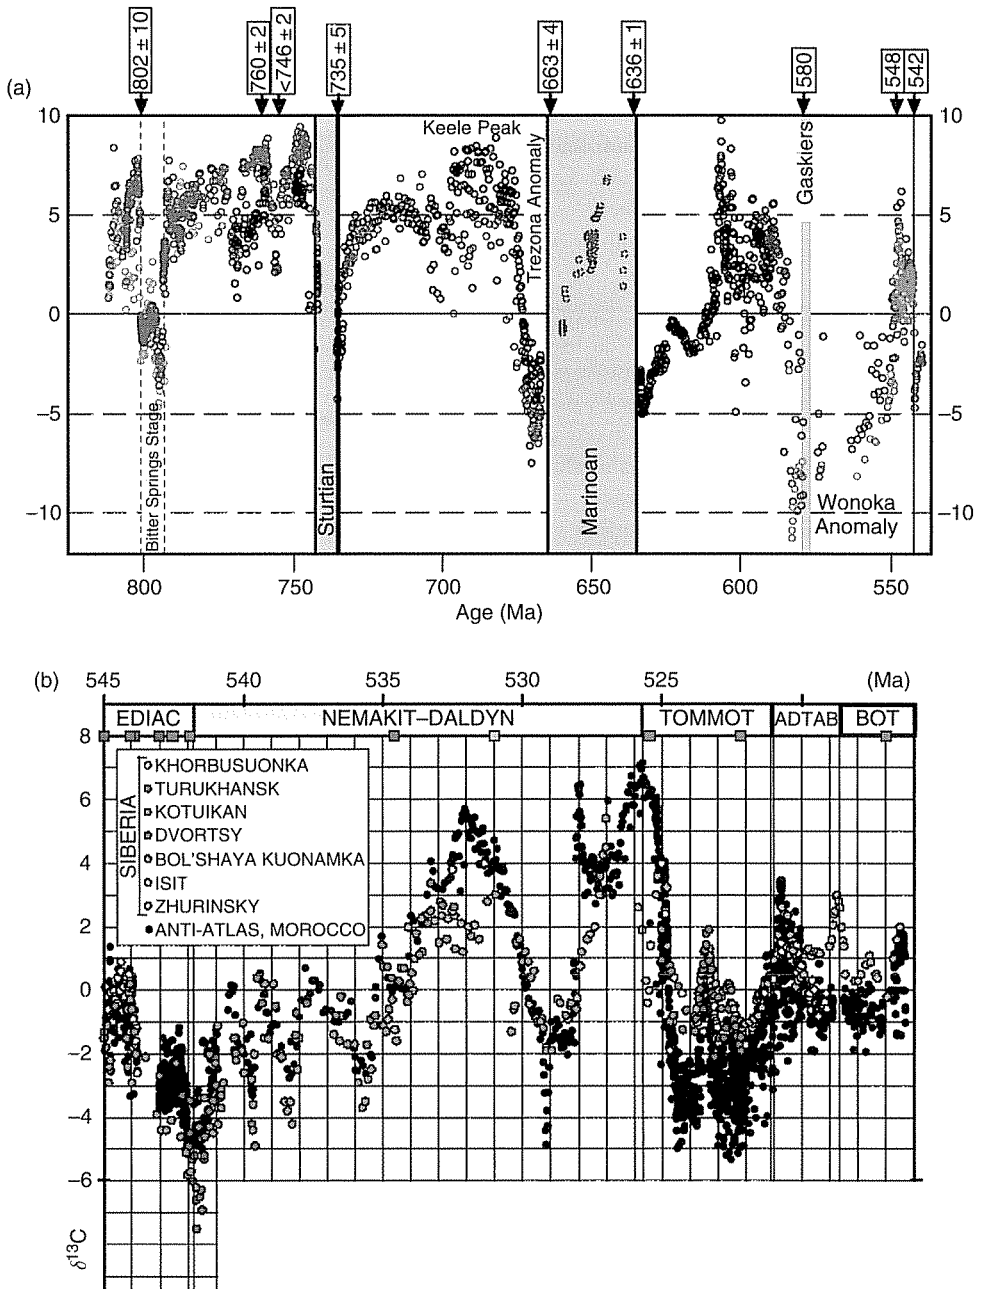 802 ± 10
760 ± 2
<746 ± 2
735 ± 5
663 ± 4
636 ± 1
580
548
542
(a)
10
10
Keele Peak
Trezona Anomaly
Gaskiers
5
5
0
0
−5
−5
Bitter Springs Stage
Sturtian
Marinoan
−10
−10
Wonoka
Anomaly
800
750
700
650
600
550
Age (Ma)
(b)
545
540
535
530
525
(Ma)
EDIAC
NEMAKIT–DALDYN
TOMMOT
ADTAB
BOT
8
SIBERIA
KHORBUSUONKA
TURUKHANSK
6
KOTUIKAN
DVORTSY
4
BOL'SHAYA KUONAMKA
ISIT
ZHURINSKY
2
ANTI-ATLAS, MOROCCO
0
−2
−4
−6
δ¹³C